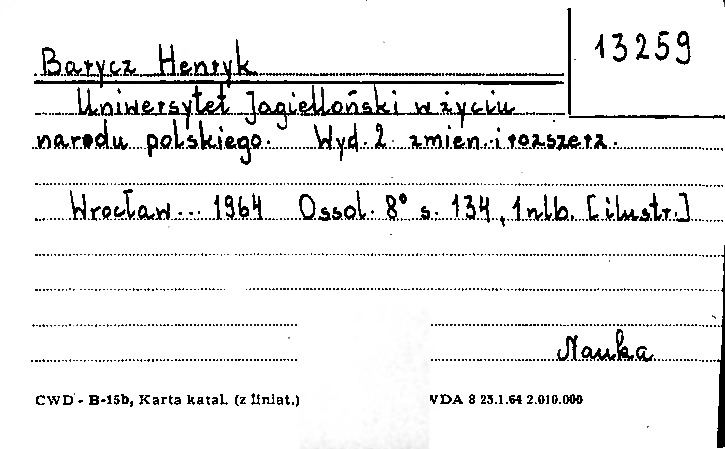 13259
Barycz Henryk
Uniwersytet Jagielloński w życiu
narodu polskiego. Wyd. 2 zmien. i rozszerz.
Wrocław... 1964 Ossol. 8° s. 134, 1 nlb. [ilustr.]
Nauka
CWD - B-15b, Karta katal. (z liniat.) WDA 8 23.1.64 2.010.000